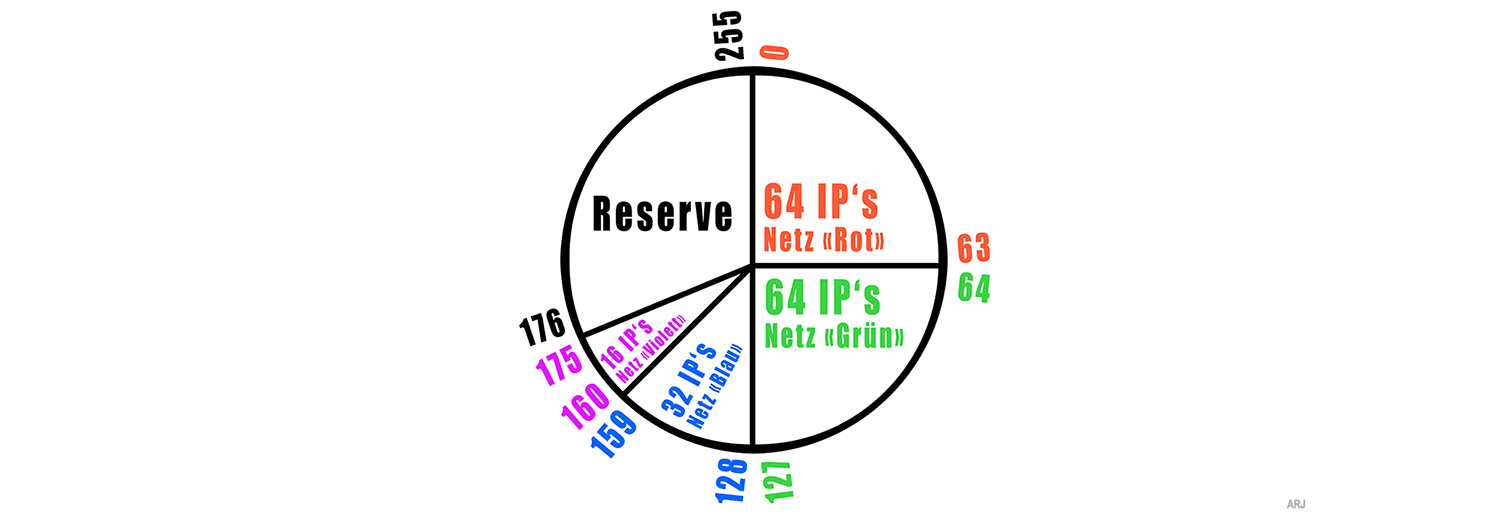 255
0
Reserve
64 IP‘s
Netz «Rot»
63
64
64 IP‘s
Netz «Grün»
176
175
16 IP‘s
Netz «Violett»
160
159
32 IP‘s
Netz «Blau»
128
127
ARJ